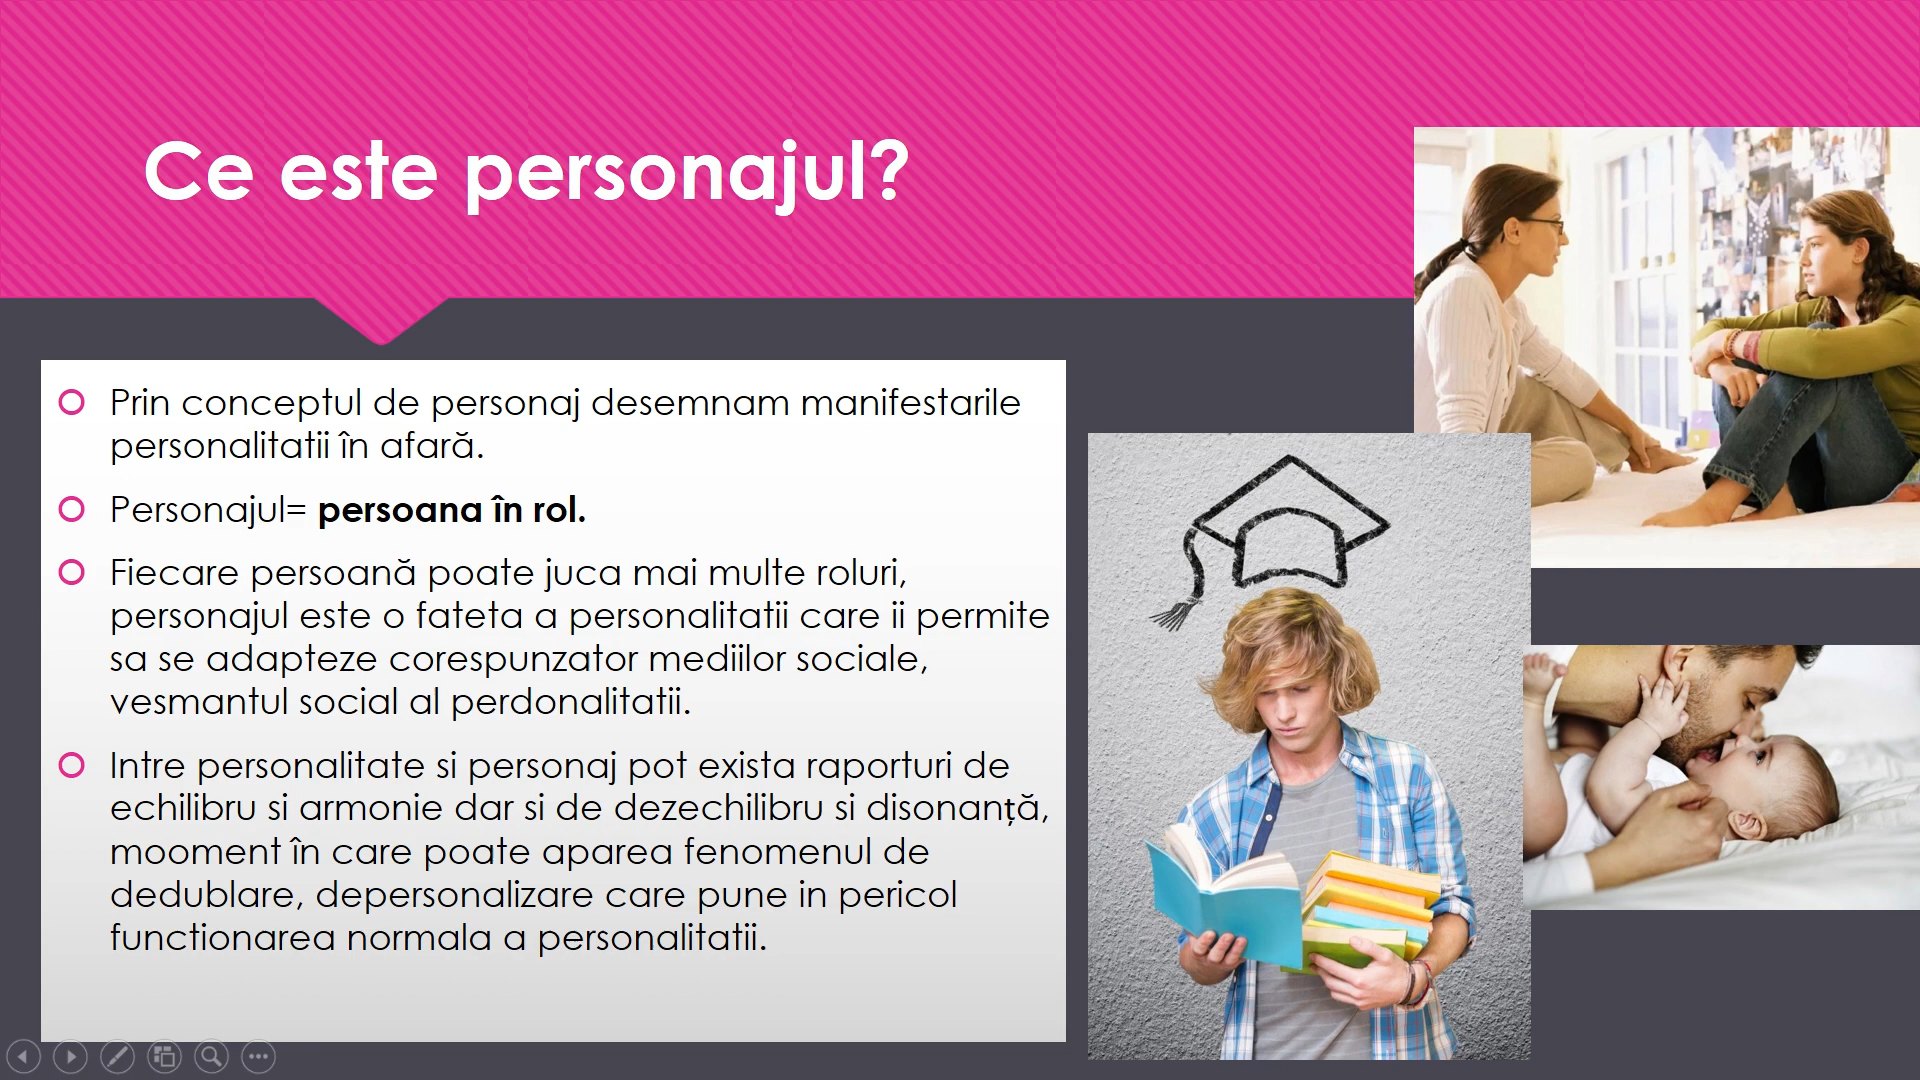 Ce este personajul?
Prin conceptul de personaj desemnam manifestarile
personalitatii în afară.
Personajul= persoana în rol.
Fiecare persoană poate juca mai multe roluri,
personajul este o fateta a personalitatii care ii permite
sa se adapteze corespunzator mediilor sociale,
vesmantul social al perdonalitatii.
Intre personalitate si personaj pot exista raporturi de
echilibru si armonie dar si de dezechilibru si disonanță,
mooment în care poate aparea fenomenul de
dedublare, depersonalizare care pune in pericol
functionarea normala a personalitatii.